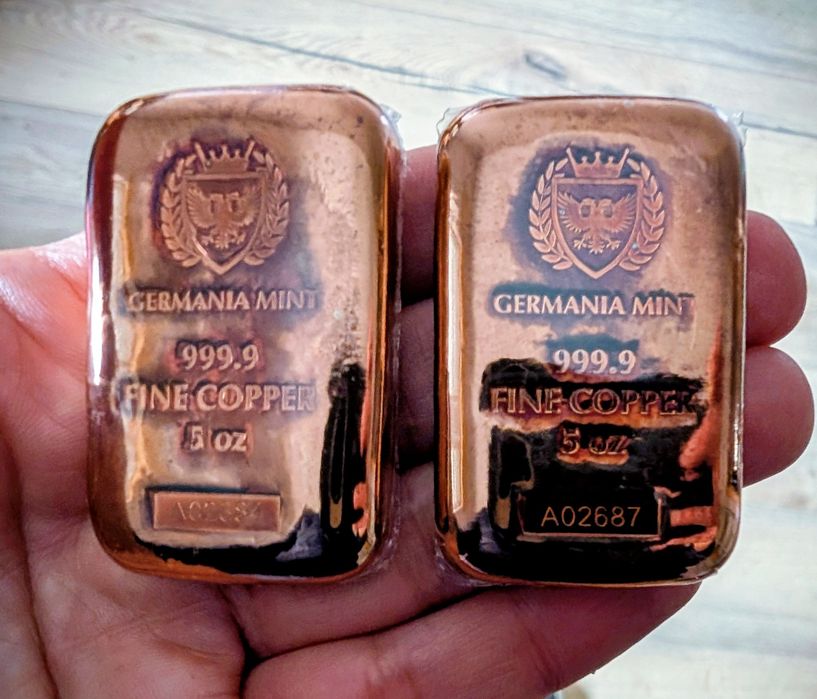 GERMANIA MINT
999.9
FINE COPPER
5 oz
GERMANIA MINT
999.9
FINE COPPER
5 oz
A02687